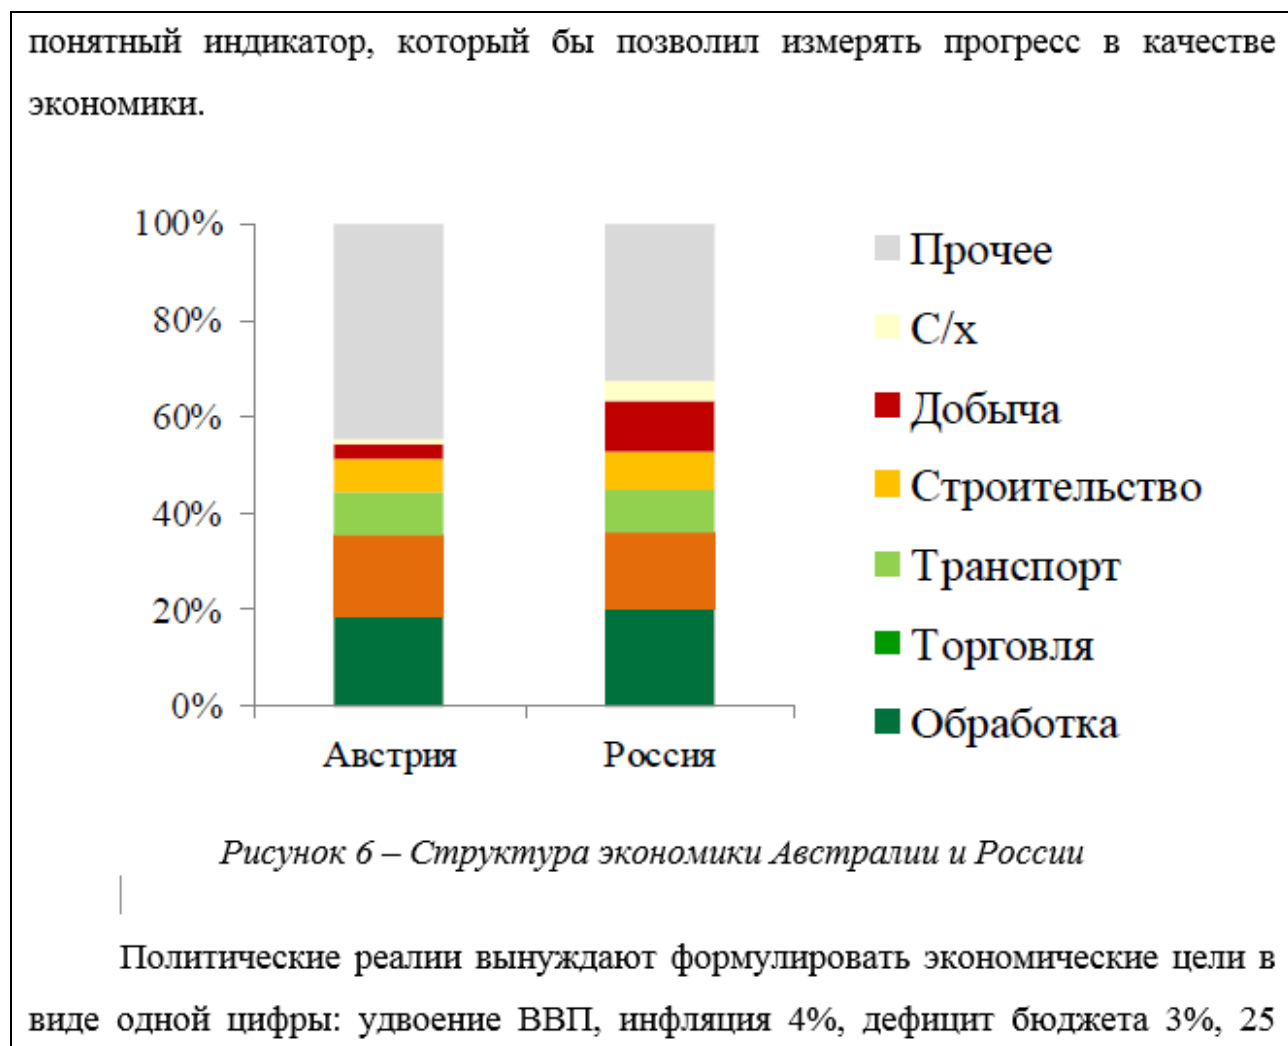 понятный индикатор, который бы позволил измерять прогресс в качестве
экономики.
100%
80%
60%
40%
20%
0%
Австрия
Россия
Прочее
С/х
Добыча
Строительство
Транспорт
Торговля
Обработка
Рисунок 6 – Структура экономики Австралии и России
Политические реалии вынуждают формулировать экономические цели в
виде одной цифры: удвоение ВВП, инфляция 4%, дефицит бюджета 3%, 25